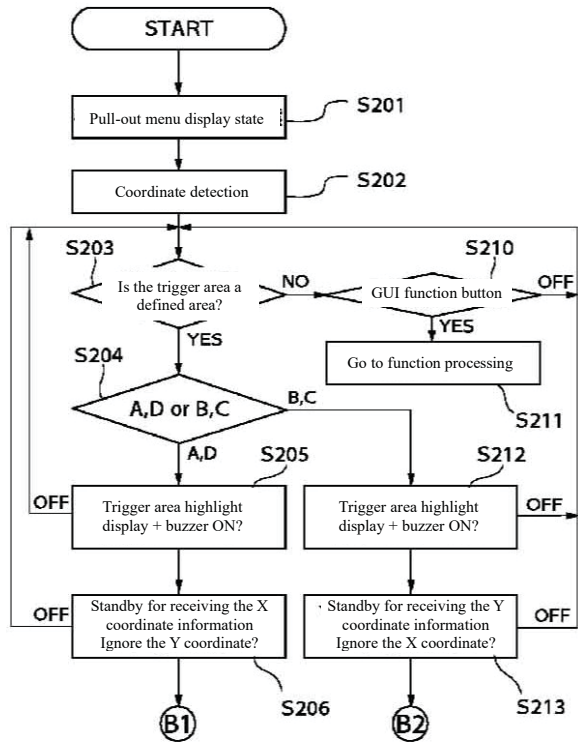 START
Pull-out menu display state
S201
Coordinate detection
S202
S203
Is the trigger area a
defined area?
NO
S210
GUI function button
OFF
YES
YES
Go to function processing
S211
S204
A,D or B,C
B,C
A,D
S205
Trigger area highlight
display + buzzer ON?
OFF
S212
Trigger area highlight
display + buzzer ON?
OFF
OFF
Standby for receiving the X
coordinate information
Ignore the Y coordinate?
S206
Standby for receiving the Y
coordinate information
Ignore the X coordinate?
OFF
S213
B1
B2